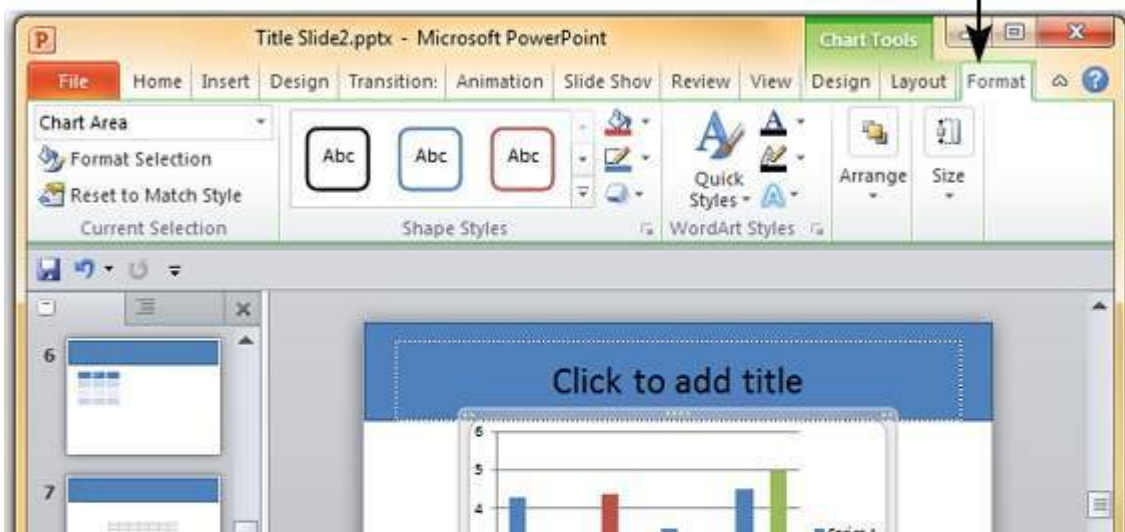 P
Title Slide2.pptx - Microsoft PowerPoint
Chart Tools
File Home Insert Design Transition: Animation Slide Shov Review View Design Layout Format
Chart Area
Format Selection
Reset to Match Style
Current Selection
Abc Abc Abc
Shape Styles
A
Quick
Styles
WordArt Styles
Arrange
Size
6
Click to add title
6
5
4
7